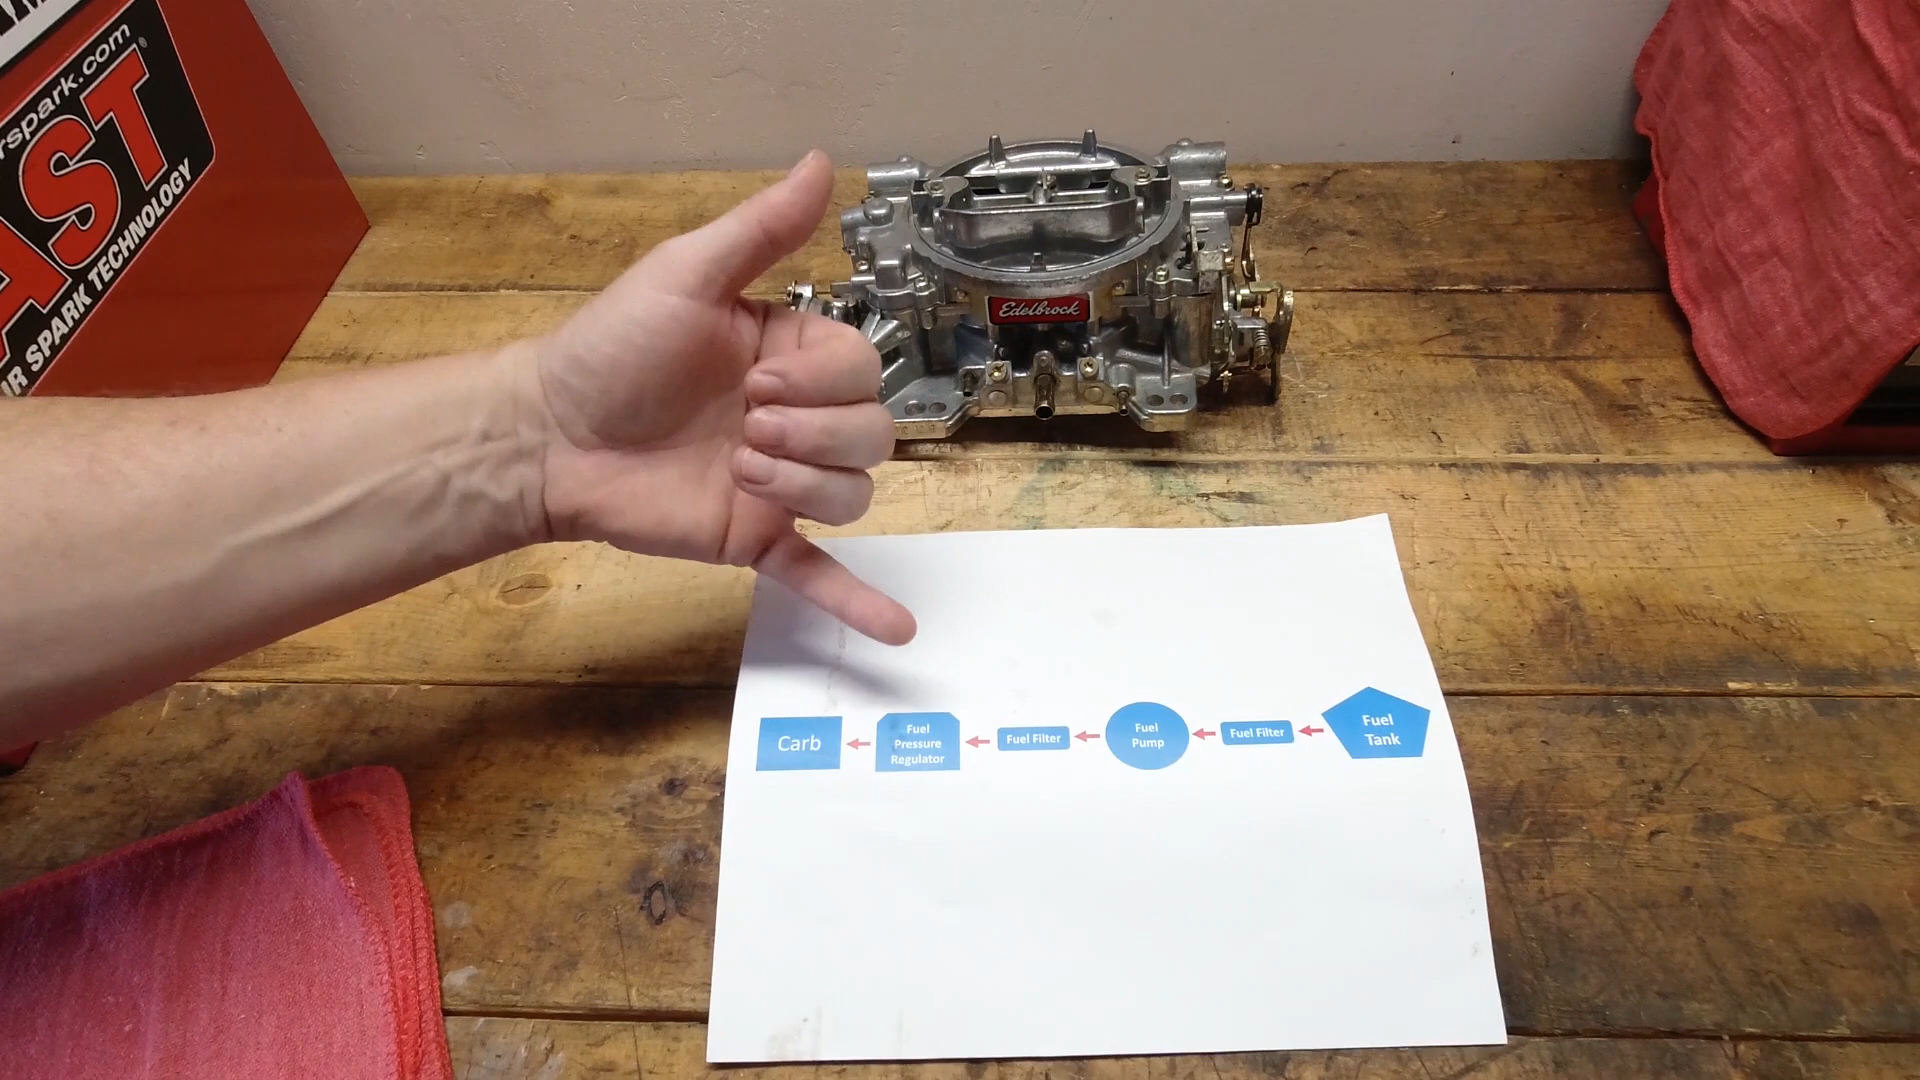 rspark.com
AST
R SPARK TECHNOLOGY
Edelbrock
Carb
Fuel
Pressure
Regulator
Fuel Filter
Fuel
Pump
Fuel Filter
Fuel
Tank